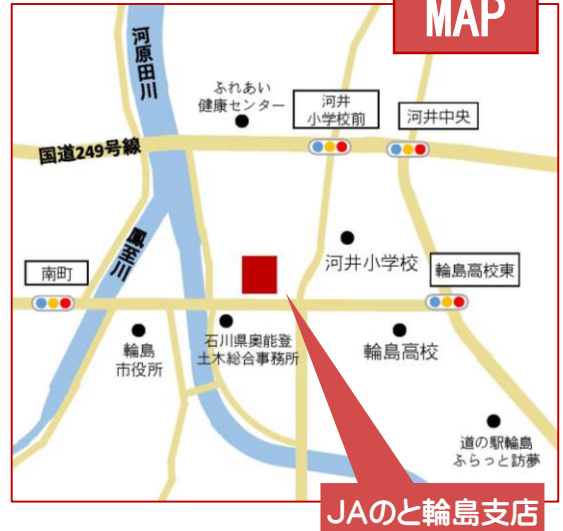 MAP
河原田川
ふれあい
健康センター
河井
小学校前
河井中央
国道249号線
鳳至川
南町
河井小学校
輪島高校東
輪島
市役所
石川県奥能登
土木総合事務所
輪島高校
道の駅輪島
ふらっと訪夢
JAのと輪島支店